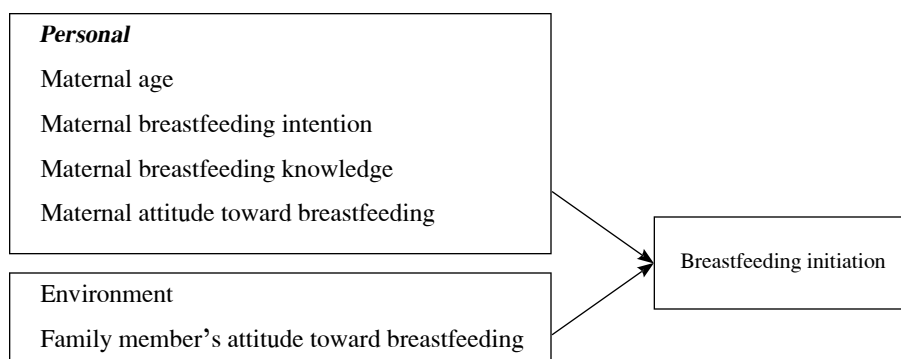 Personal
Maternal age
Maternal breastfeeding intention
Maternal breastfeeding knowledge
Maternal attitude toward breastfeeding
Breastfeeding initiation
Environment
Family member’s attitude toward breastfeeding